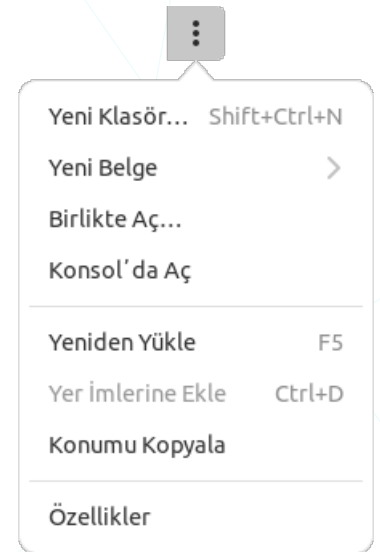 Yeni Klasör... Shift+Ctrl+N
Yeni Belge
Birlikte Aç...
Konsol´da Aç
Yeniden Yükle F5
Yer İmlerine Ekle Ctrl+D
Konumu Kopyala
Özellikler